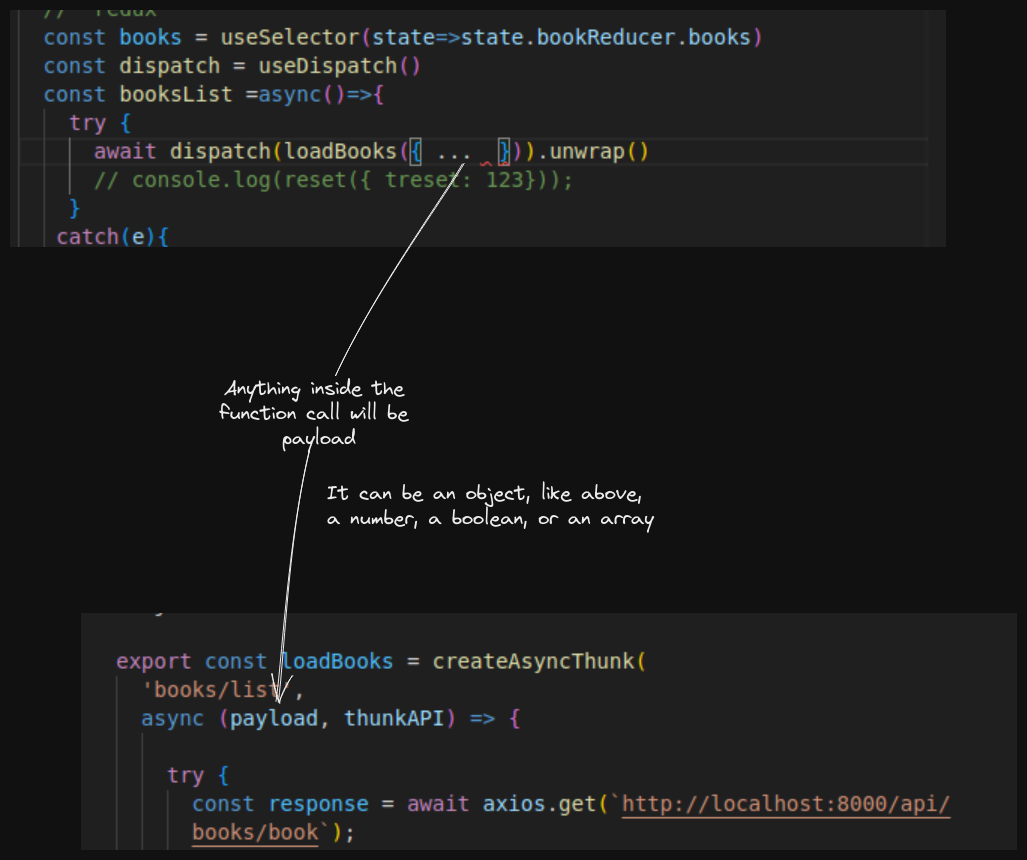 // redux
const books = useSelector(state=>state.bookReducer.books)
const dispatch = useDispatch()
const booksList =async()=>{
try {
await dispatch(loadBooks({ ... })).unwrap()
// console.log(reset({ treset: 123}));
}
catch(e){
Anything inside the
function call will be
payload
It can be an object, like above,
a number, a boolean, or an array
export const loadBooks = createAsyncThunk(
'books/list',
async (payload, thunkAPI) => {
try {
const response = await axios.get(`http://localhost:8000/api/
books/book`);